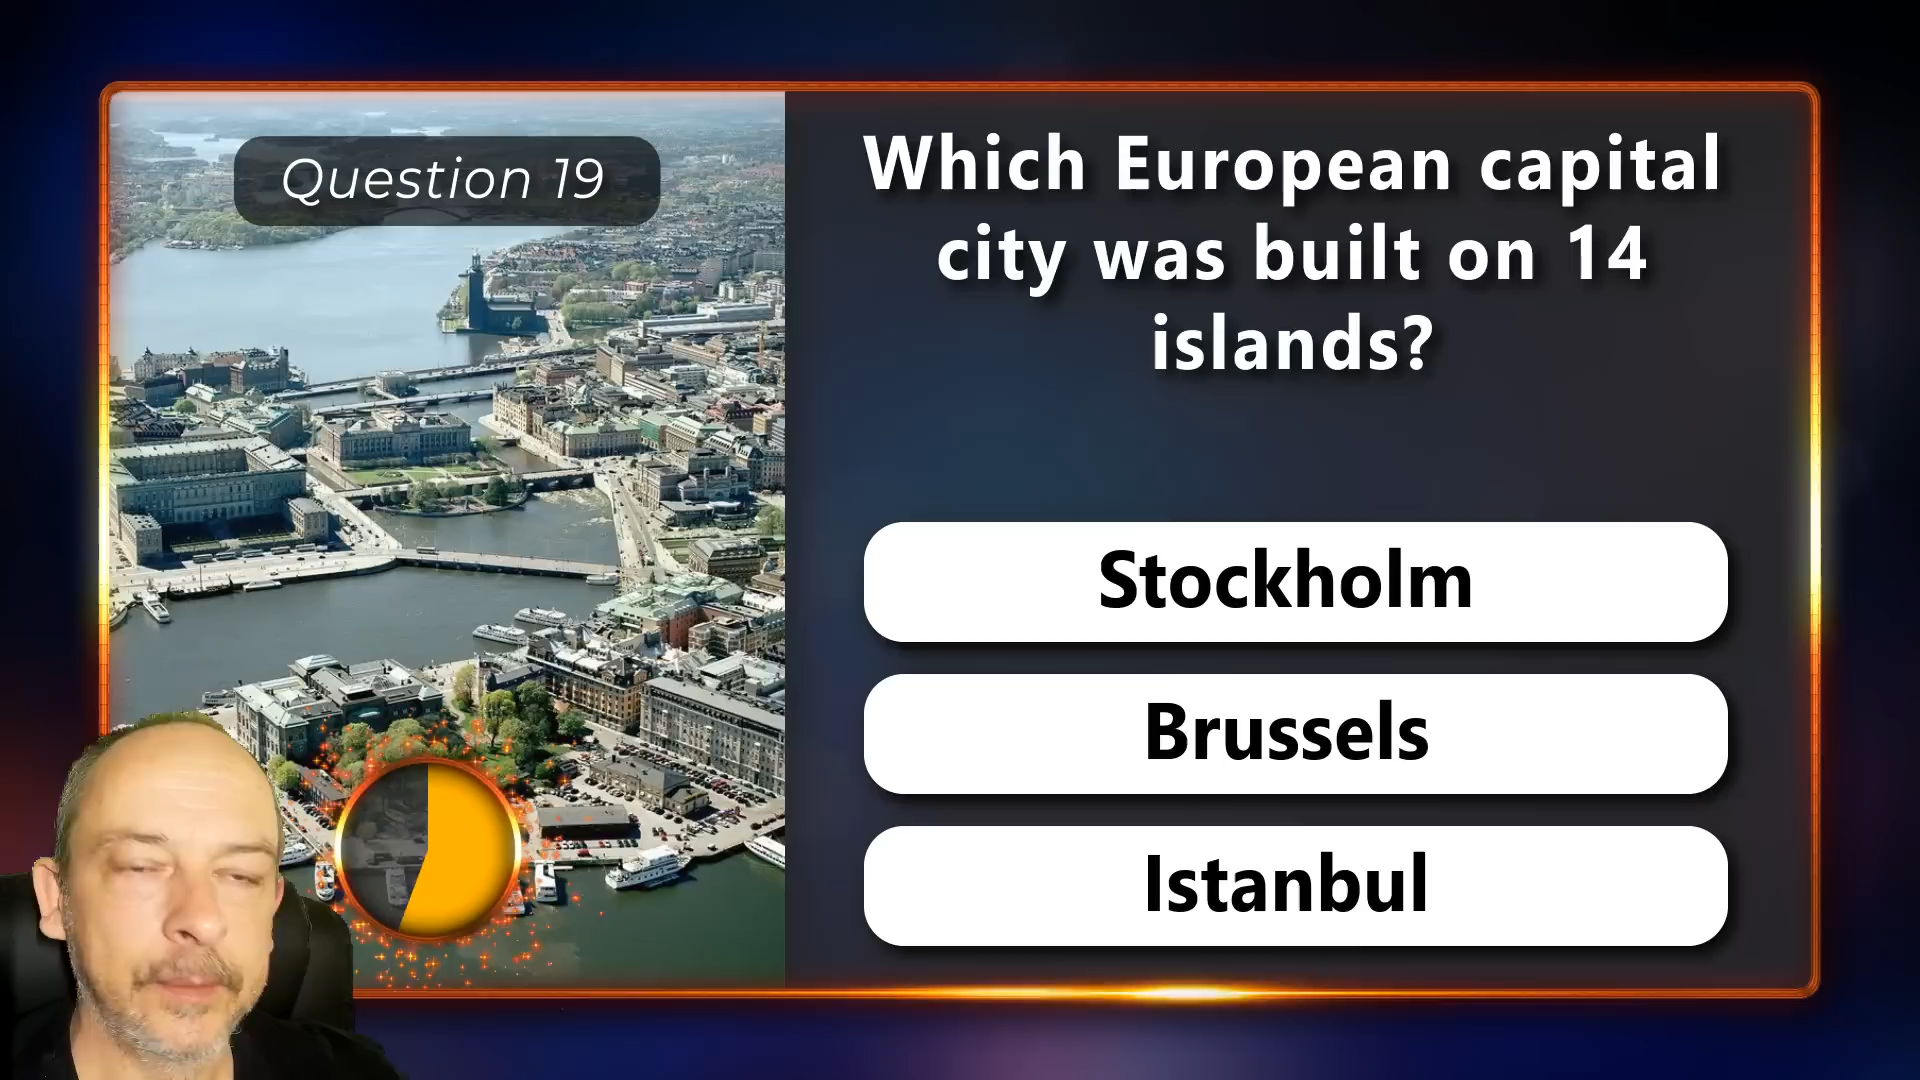 Question 19
Which European capital
city was built on 14
islands?
Stockholm
Brussels
Istanbul